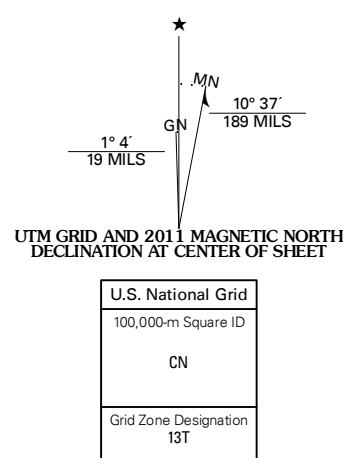 ★
MN
GN
10° 37´
189 MILS
1° 4´
19 MILS
UTM GRID AND 2011 MAGNETIC NORTH
DECLINATION AT CENTER OF SHEET
U.S. National Grid
100,000-m Square ID
CN
Grid Zone Designation
13T